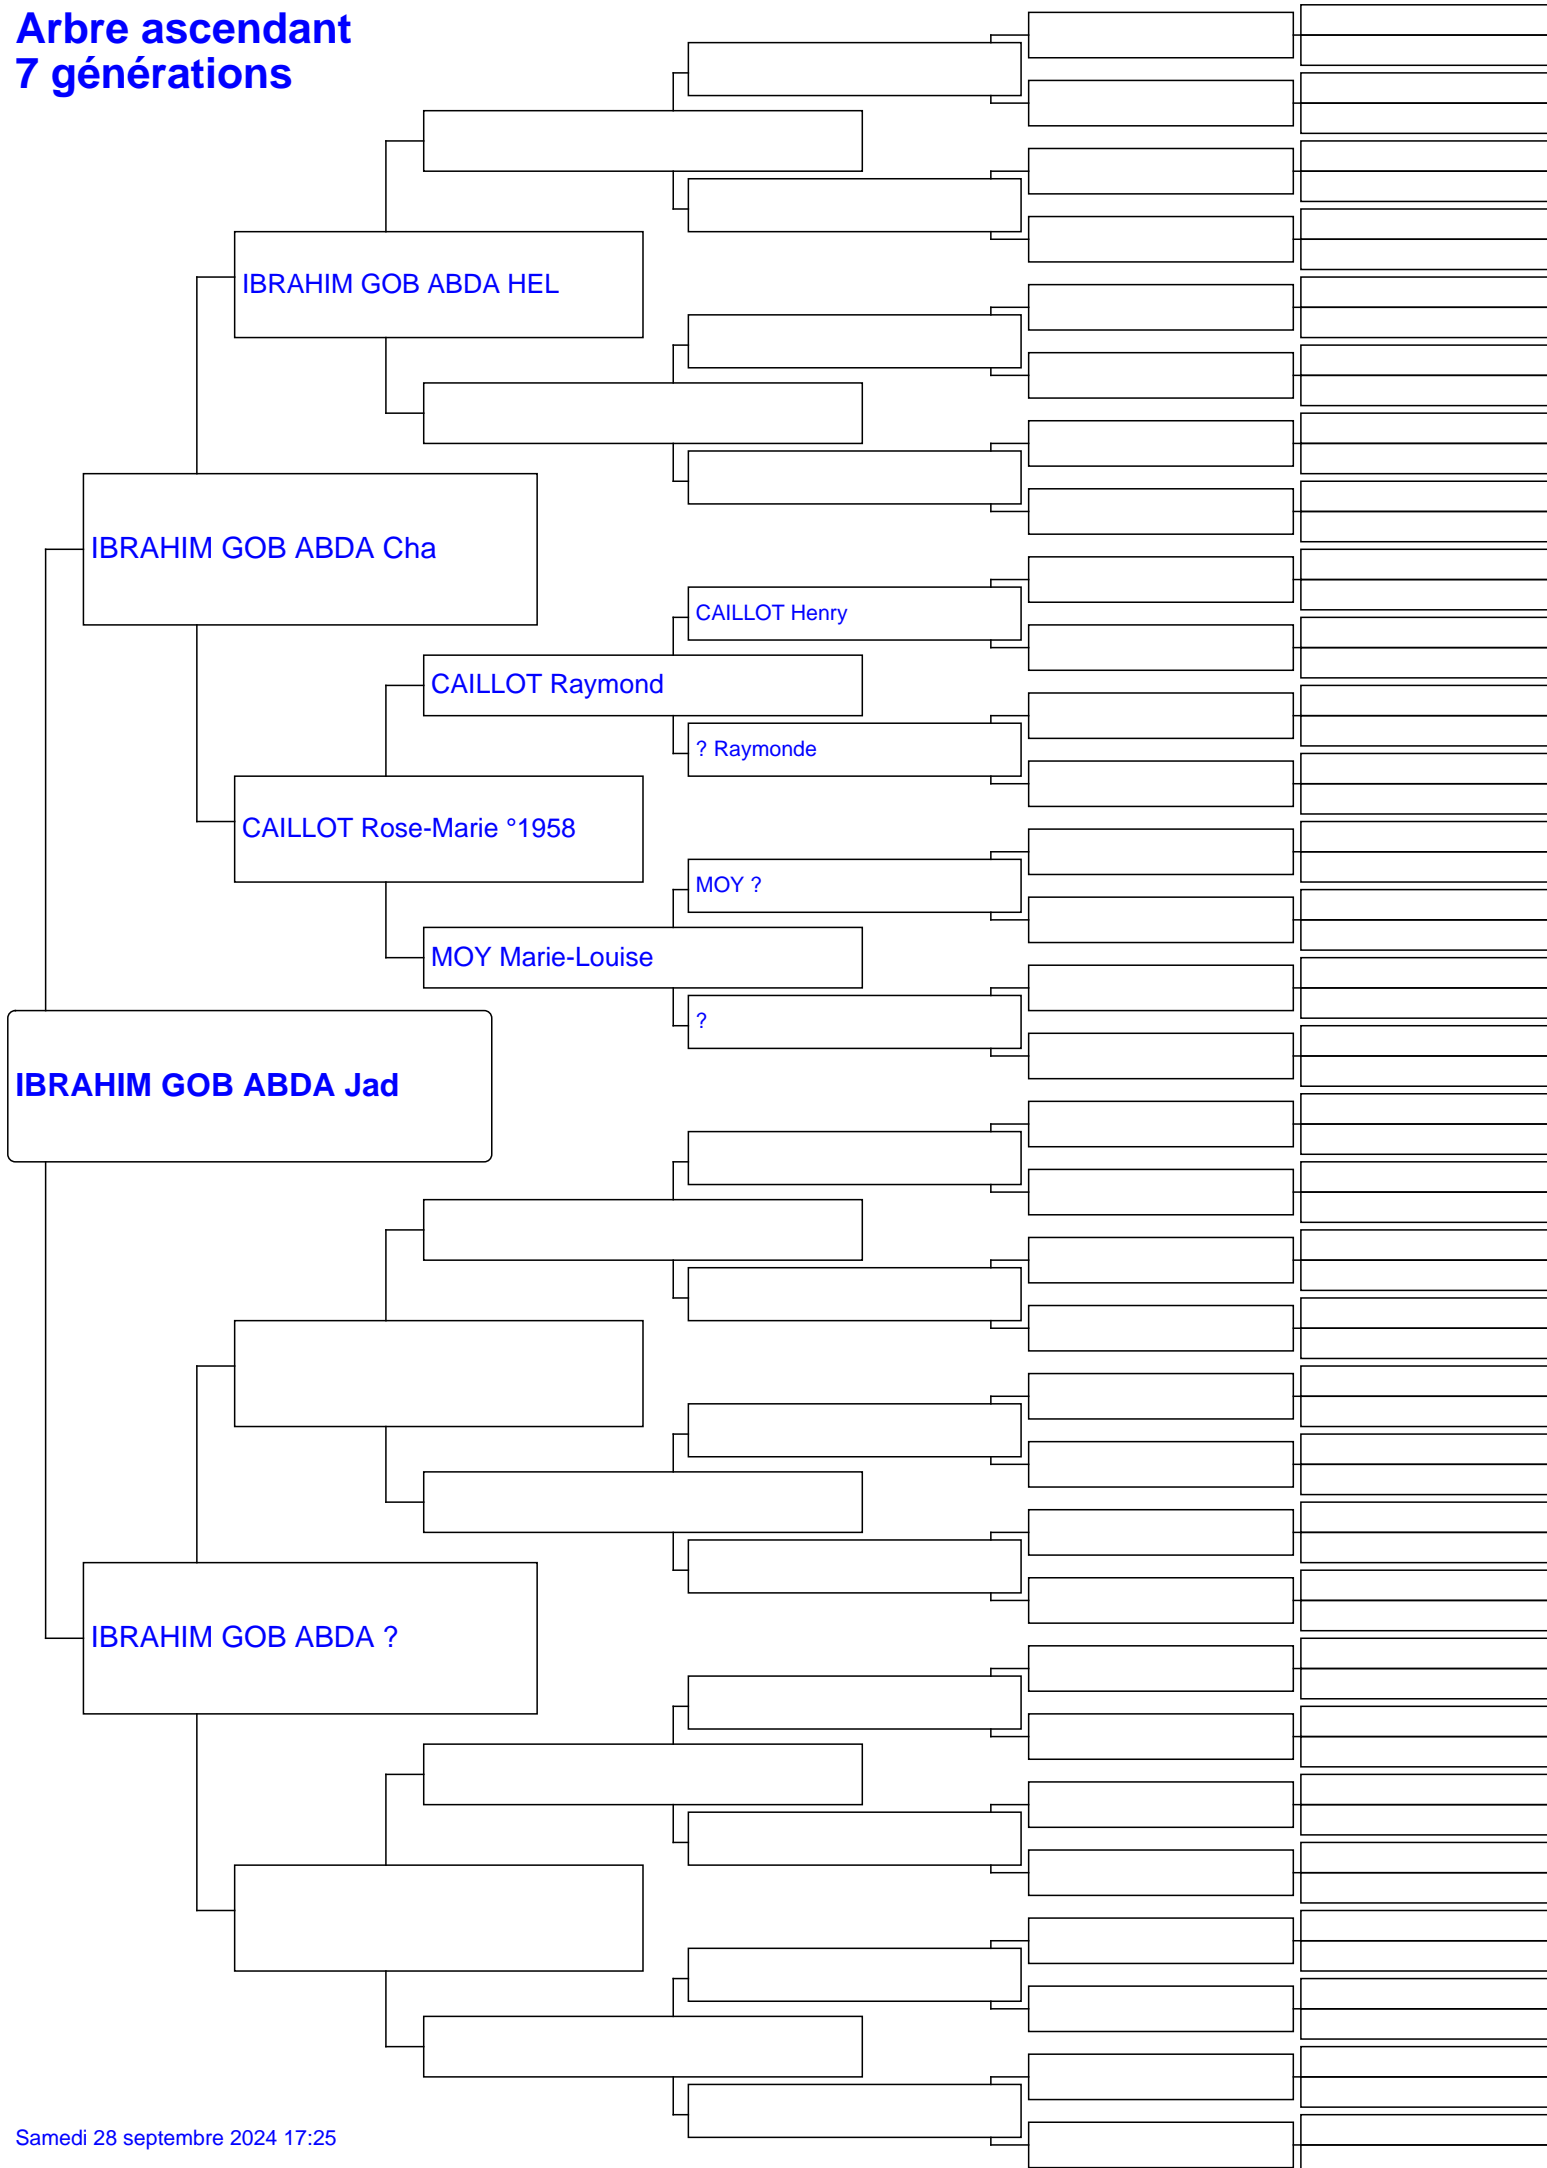 Arbre ascendant
7 générations
IBRAHIM GOB ABDA HEL
IBRAHIM GOB ABDA Cha
CAILLOT Henry
CAILLOT Raymond
? Raymonde
CAILLOT Rose-Marie °1958
MOY ?
MOY Marie-Louise
?
IBRAHIM GOB ABDA Jad
IBRAHIM GOB ABDA ?
Samedi 28 septembre 2024 17:25